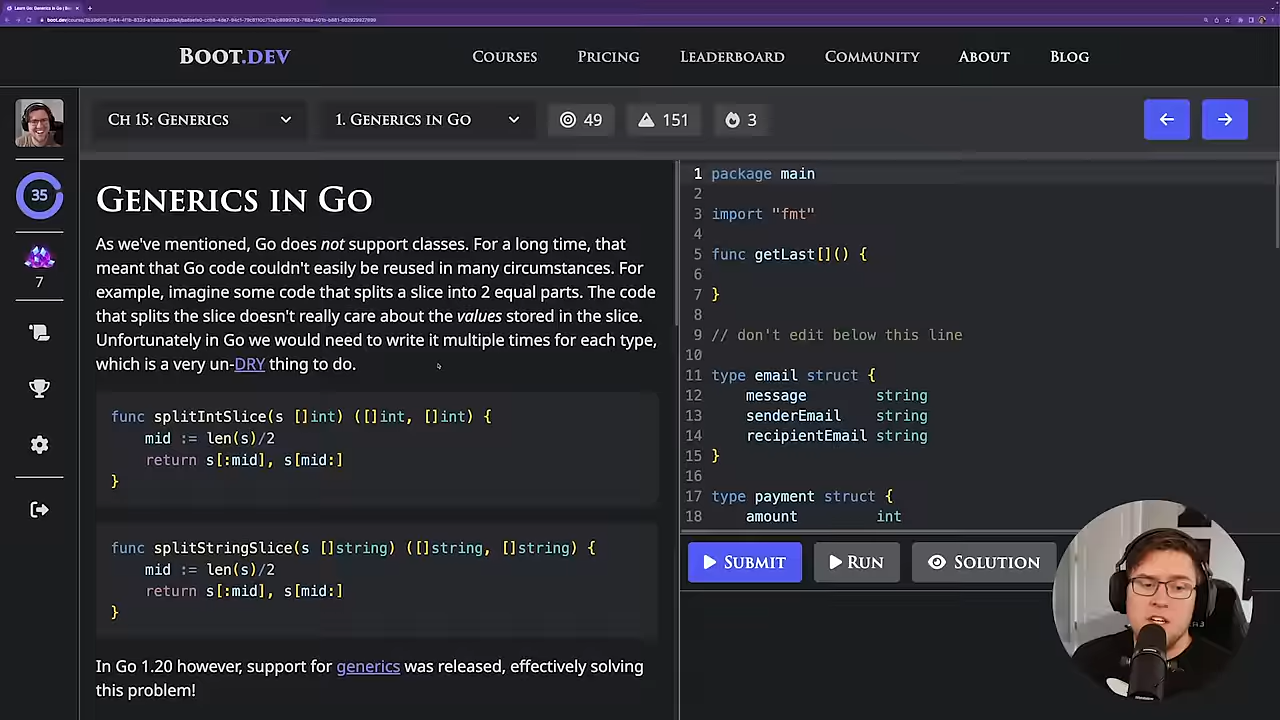 Learn Go: Generics in Go
BOOT.DEV
COURSES
PRICING
LEADERBOARD
COMMUNITY
ABOUT
BLOG
CH 15: GENERICS
1. GENERICS IN GO
49
151
3
35
7
GENERICS IN GO
As we've mentioned, Go does not support classes. For a long time, that
meant that Go code couldn't easily be reused in many circumstances. For
example, imagine some code that splits a slice into 2 equal parts. The code
that splits the slice doesn't really care about the values stored in the slice.
Unfortunately in Go we would need to write it multiple times for each type,
which is a very un-DRY thing to do.
func splitIntSlice(s []int) ([]int, []int) {
    mid := len(s)/2
    return s[:mid], s[mid:]
}
func splitStringSlice(s []string) ([]string, []string) {
    mid := len(s)/2
    return s[:mid], s[mid:]
}
In Go 1.20 however, support for generics was released, effectively solving
this problem!
1 package main
2
3 import "fmt"
4
5 func getLast[]() {
6
7 }
8
9 // don't edit below this line
10
11 type email struct {
12     message        string
13     senderEmail    string
14     recipientEmail string
15 }
16
17 type payment struct {
18     amount         int
SUBMIT
RUN
SOLUTION